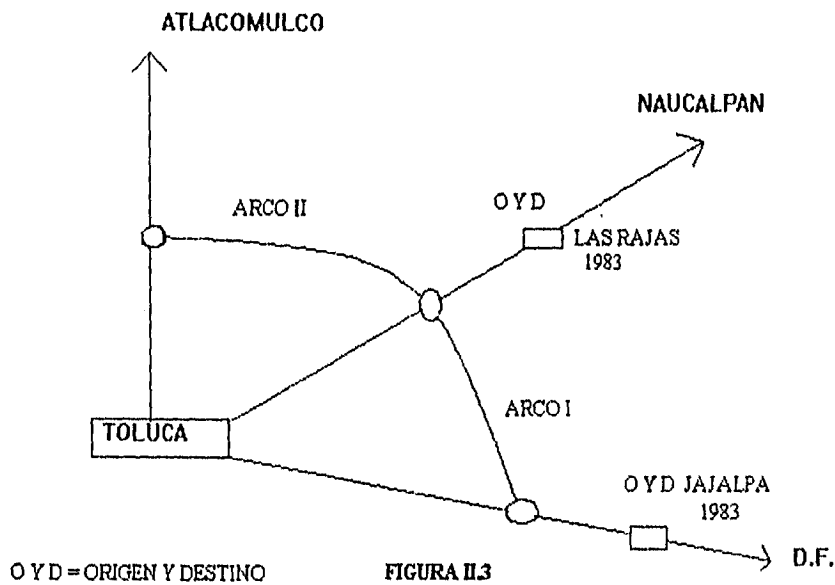 ATLACOMULCO
NAUCALPAN
O Y D
ARCO II
LAS RAJAS
1983
ARCO I
TOLUCA
O Y D JAJALPA
1983
D.F.
O Y D = ORIGEN Y DESTINO
FIGURA II.3